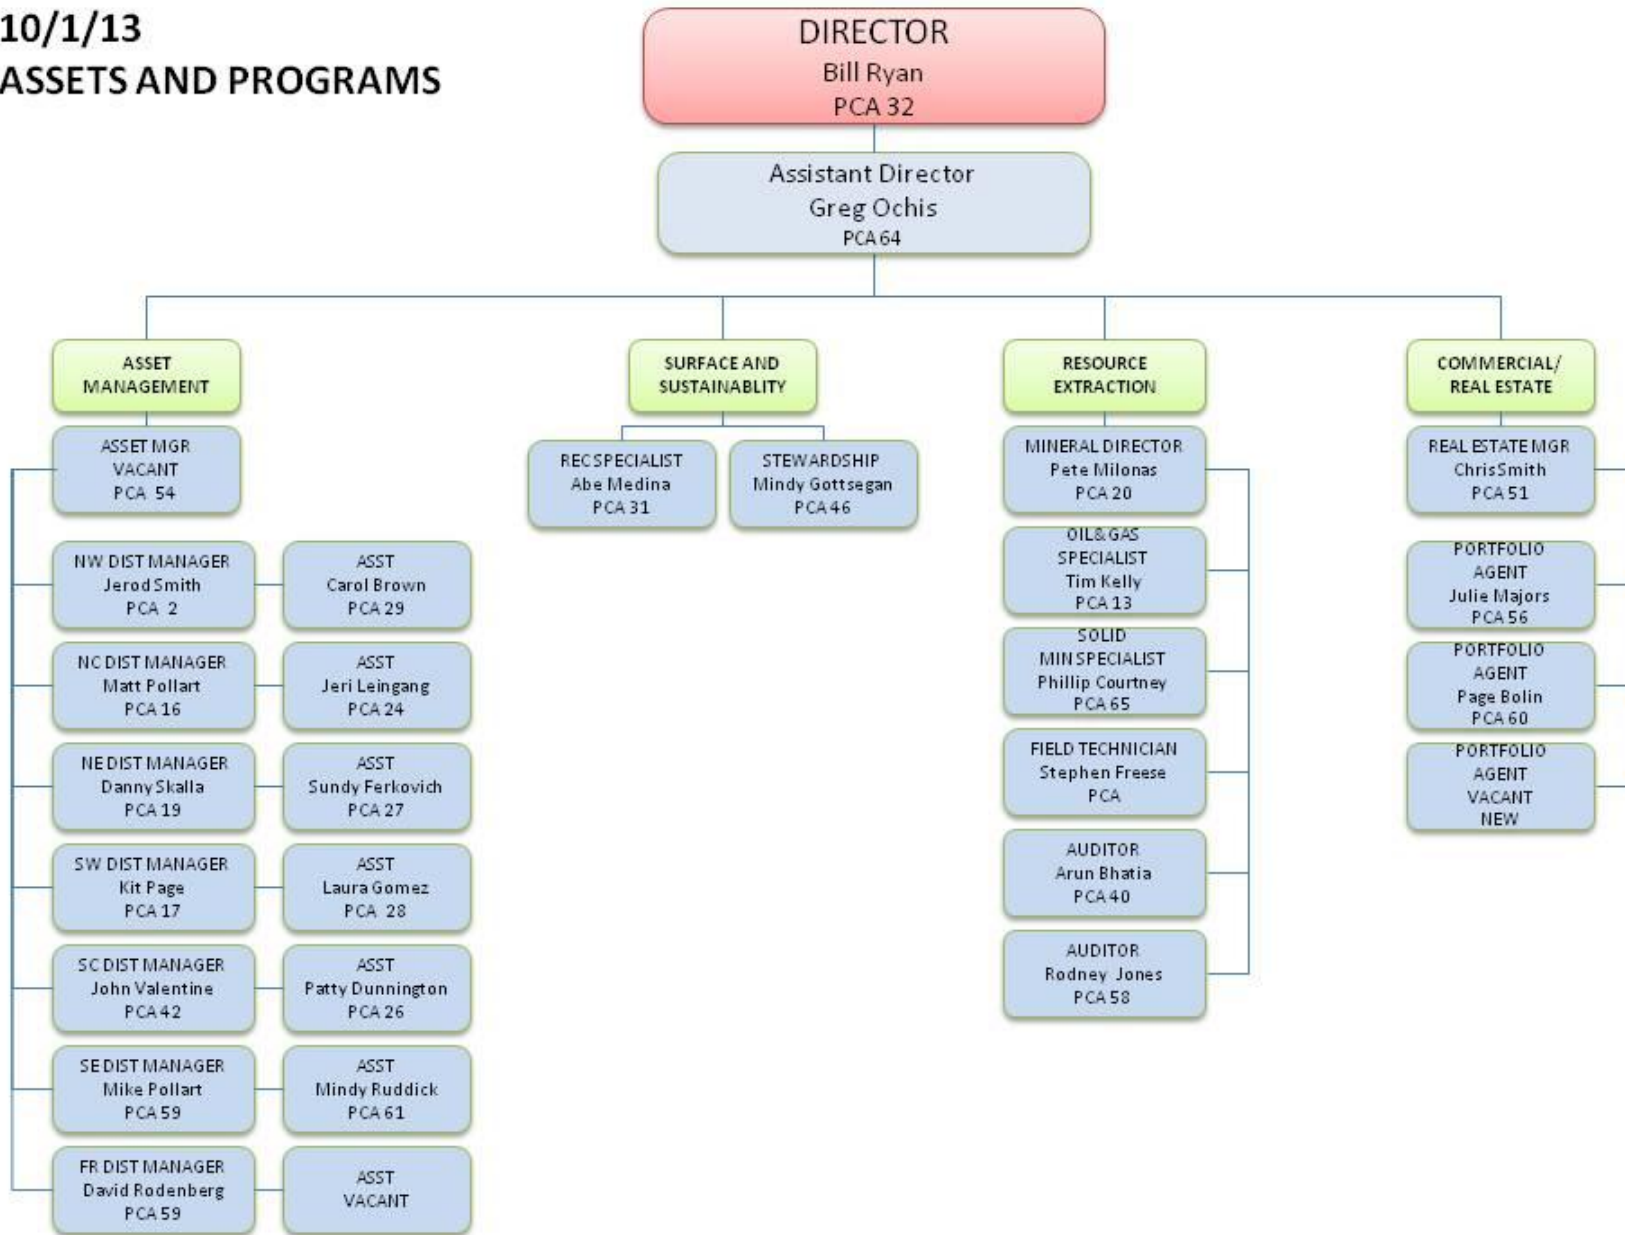 10/1/13
ASSETS AND PROGRAMS
DIRECTOR
Bill Ryan
PCA 32
Assistant Director
Greg Ochis
PCA 64
ASSET
MANAGEMENT
ASSET MGR
VACANT
PCA 54
NW DIST MANAGER
Jerod Smith
PCA 2
ASST
Carol Brown
PCA 29
NC DIST MANAGER
Matt Pollart
PCA 16
ASST
Jeri Leingang
PCA 24
NE DIST MANAGER
Danny Skalla
PCA 19
ASST
Sundy Ferkovich
PCA 27
SW DIST MANAGER
Kit Page
PCA 17
ASST
Laura Gomez
PCA 28
SC DIST MANAGER
John Valentine
PCA 42
ASST
Patty Dunnington
PCA 26
SE DIST MANAGER
Mike Pollart
PCA 59
ASST
Mindy Ruddick
PCA 61
FR DIST MANAGER
David Rodenberg
PCA 59
ASST
VACANT
SURFACE AND
SUSTAINABLITY
REC SPECIALIST
Abe Medina
PCA 31
STEWARDSHIP
Mindy Gottsegan
PCA 46
RESOURCE
EXTRACTION
MINERAL DIRECTOR
Pete Milonas
PCA 20
OIL & GAS
SPECIALIST
Tim Kelly
PCA 13
SOLID
MIN SPECIALIST
Phillip Courtney
PCA 65
FIELD TECHNICIAN
Stephen Freese
PCA
AUDITOR
Arun Bhatia
PCA 40
AUDITOR
Rodney Jones
PCA 58
COMMERCIAL/
REAL ESTATE
REAL ESTATE MGR
Chris Smith
PCA 51
PORTFOLIO
AGENT
Julie Majors
PCA 56
PORTFOLIO
AGENT
Page Bolin
PCA 60
PORTFOLIO
AGENT
VACANT
NEW